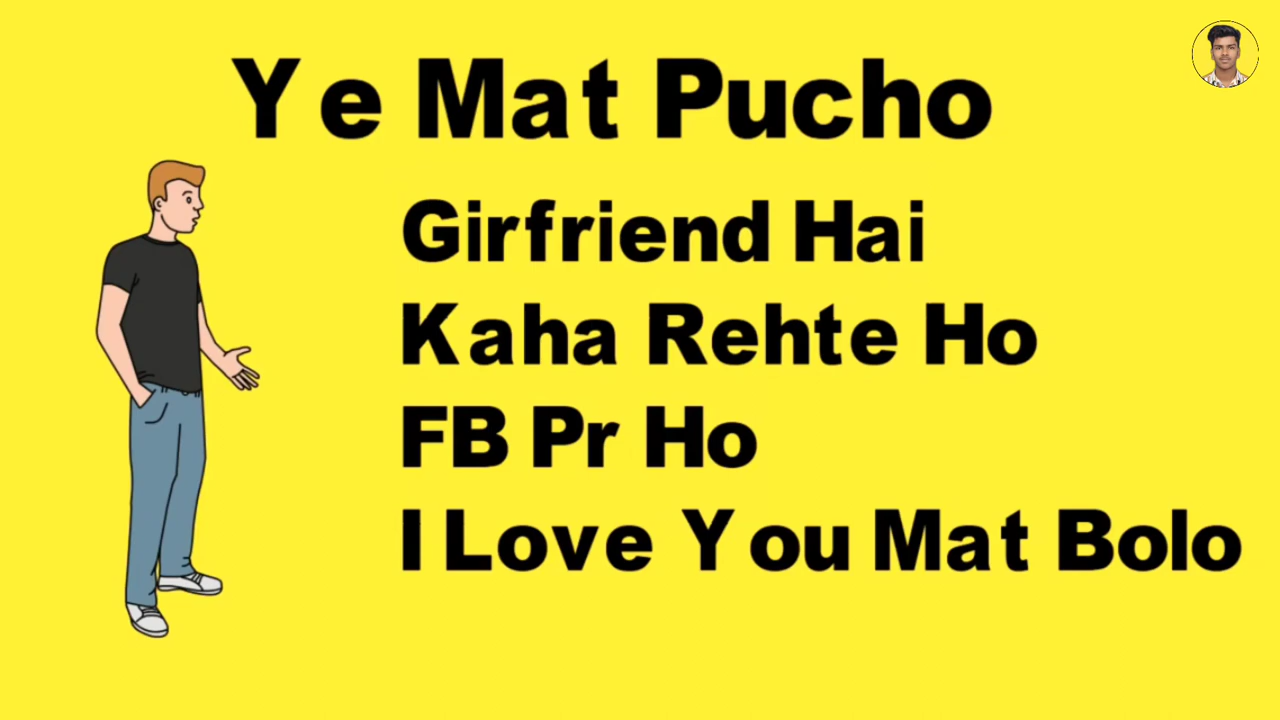 Ye Mat Pucho
Girfriend Hai
Kaha Rehte Ho
FB Pr Ho
I Love You Mat Bolo